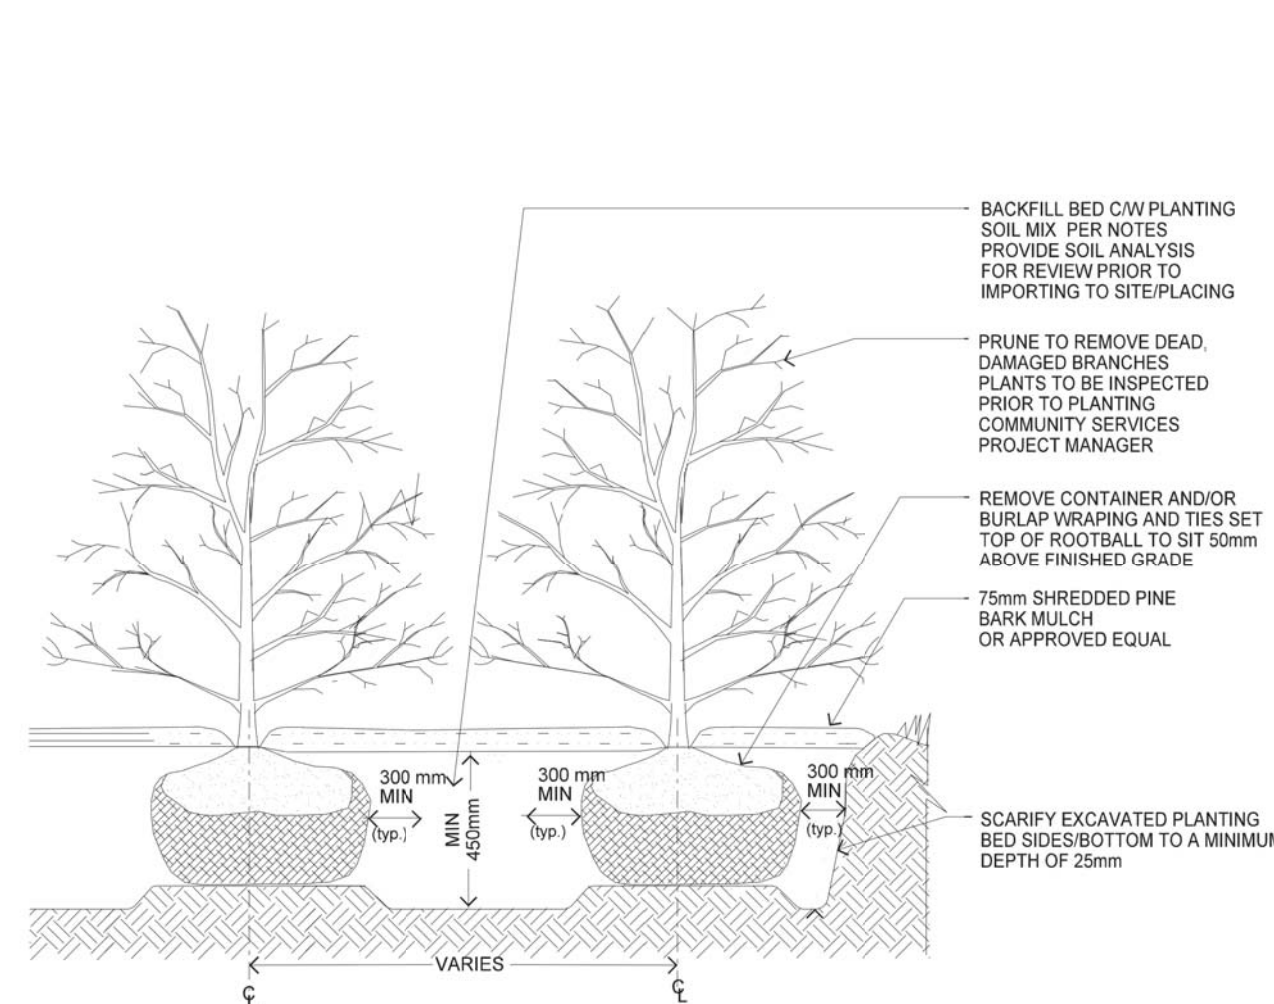 BACKFILL BED C/W PLANTING
SOIL MIX PER NOTES
PROVIDE SOIL ANALYSIS
FOR REVIEW PRIOR TO
IMPORTING TO SITE/PLACING
PRUNE TO REMOVE DEAD,
DAMAGED BRANCHES
PLANTS TO BE INSPECTED
PRIOR TO PLANTING
COMMUNITY SERVICES
PROJECT MANAGER
REMOVE CONTAINER AND/OR
BURLAP WRAPING AND TIES SET
TOP OF ROOTBALL TO SIT 50mm
ABOVE FINISHED GRADE
75mm SHREDDED PINE
BARK MULCH
OR APPROVED EQUAL
300 mm
MIN
(typ.)
MIN
450mm
300 mm
MIN
(typ.)
300 mm
MIN
(typ.)
SCARIFY EXCAVATED PLANTING
BED SIDES/BOTTOM TO A MINIMUM
DEPTH OF 25mm
VARIES
℄
℄